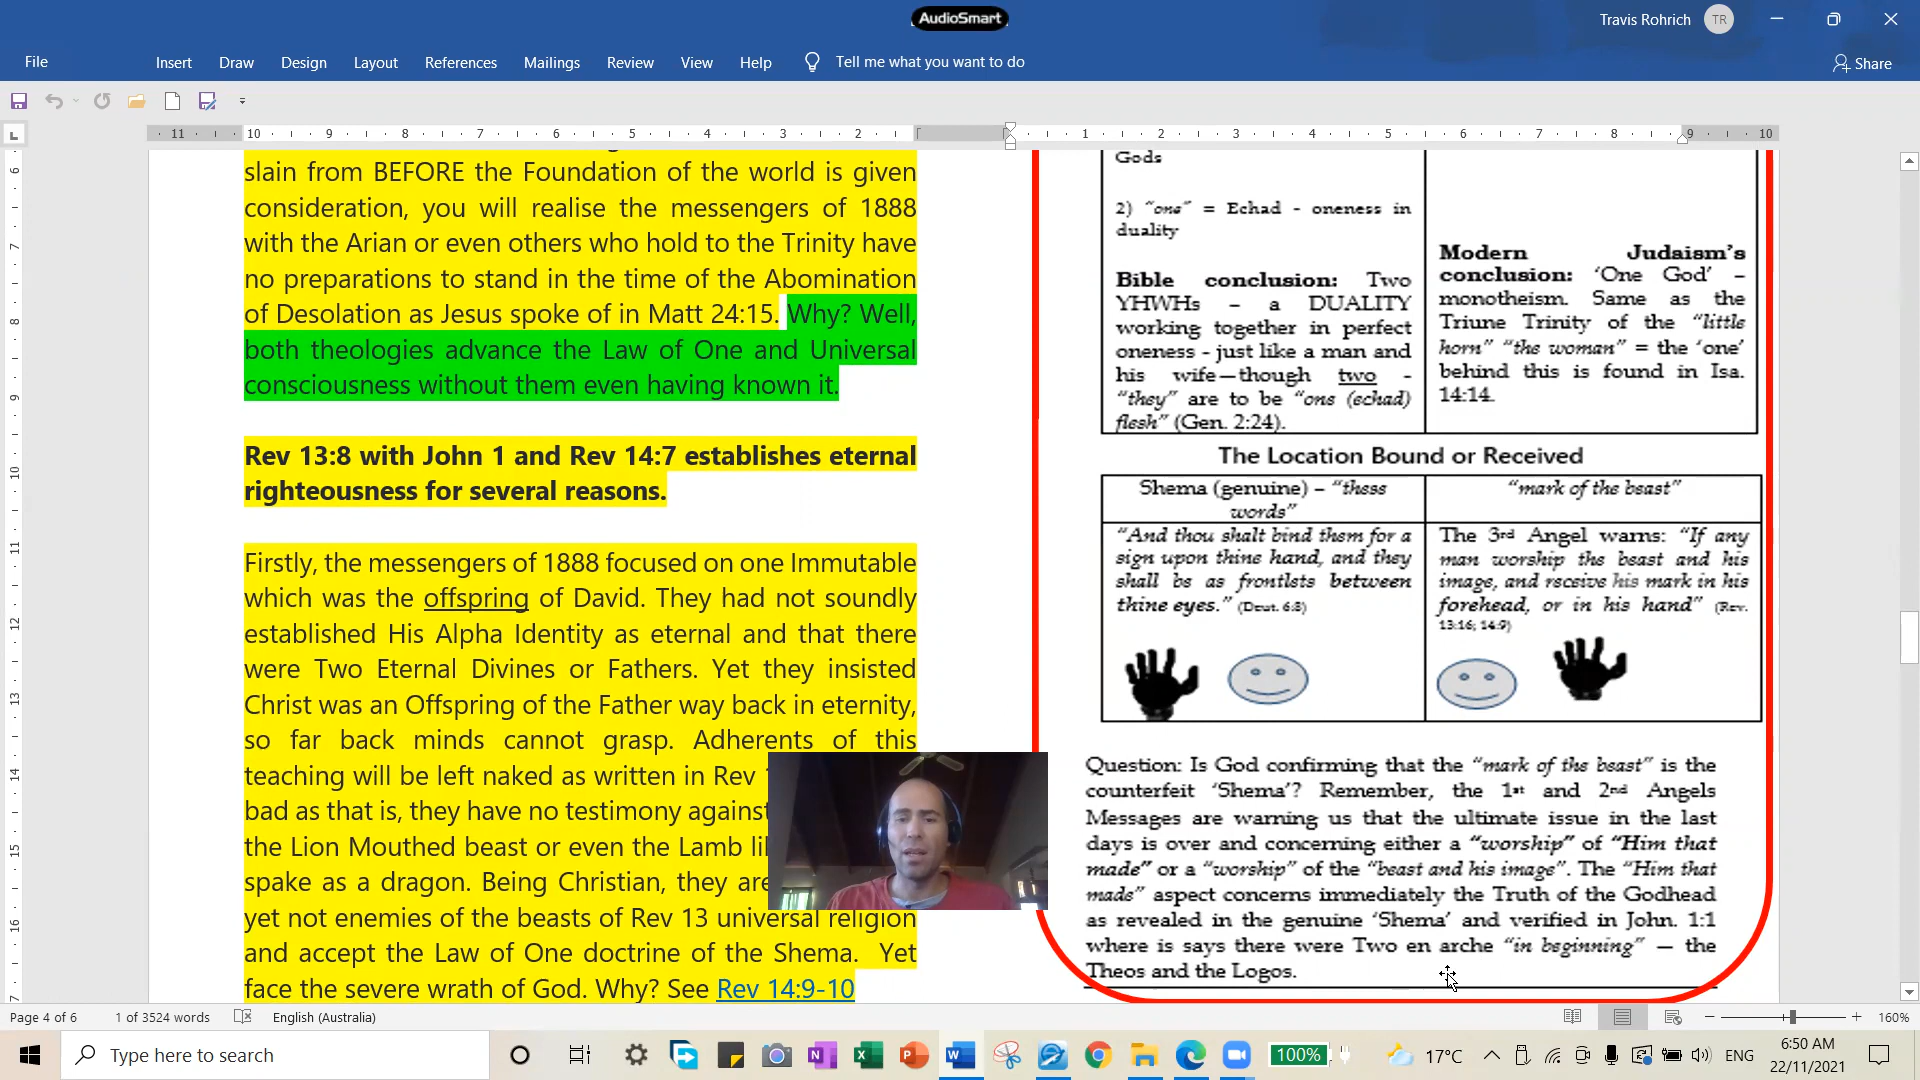 AudioSmart
Travis Rohrich
TR
File
Insert
Draw
Design
Layout
References
Mailings
Review
View
Help
Tell me what you want to do
Share
L
11 10 9 8 7 6 5 4 3 2 1 1 2 3 4 5 6 7 8 9 10
slain from BEFORE the Foundation of the world is given
consideration, you will realise the messengers of 1888
with the Arian or even others who hold to the Trinity have
no preparations to stand in the time of the Abomination
of Desolation as Jesus spoke of in Matt 24:15. Why? Well,
both theologies advance the Law of One and Universal
consciousness without them even having known it.
Rev 13:8 with John 1 and Rev 14:7 establishes eternal
righteousness for several reasons.
Firstly, the messengers of 1888 focused on one Immutable
which was the offspring of David. They had not soundly
established His Alpha Identity as eternal and that there
were Two Eternal Divines or Fathers. Yet they insisted
Christ was an Offspring of the Father way back in eternity,
so far back minds cannot grasp. Adherents of this
teaching will be left naked as written in Rev
bad as that is, they have no testimony against
the Lion Mouthed beast or even the Lamb
spake as a dragon. Being Christian, they are
yet not enemies of the beasts of Rev 13 universal religion
and accept the Law of One doctrine of the Shema. Yet
face the severe wrath of God. Why? See Rev 14:9-10
Gods
2) “one” = Echad - oneness in
duality
Bible conclusion: Two
YHWHs – a DUALITY
working together in perfect
oneness - just like a man and
his wife—though two -
“they” are to be “one (echad)
flesh” (Gen. 2:24).
Modern Judaism’s
conclusion: ‘One God’ –
monotheism. Same as the
Triune Trinity of the “little
horn” “the woman” = the ‘one’
behind this is found in Isa.
14:14.
The Location Bound or Received
Shema (genuine) – “these
words”
“mark of the beast”
“And thou shalt bind them for a
sign upon thine hand, and they
shall be as frontlets between
thine eyes.” (Deut. 6:8)
The 3rd Angel warns: “If any
man worship the beast and his
image, and receive his mark in his
forehead, or in his hand” (Rev.
13:16; 14:9)
Question: Is God confirming that the “mark of the beast” is the
counterfeit ‘Shema’? Remember, the 1st and 2nd Angels
Messages are warning us that the ultimate issue in the last
days is over and concerning either a “worship” of “Him that
made” or a “worship” of the “beast and his image”. The “Him that
made” aspect concerns immediately the Truth of the Godhead
as revealed in the genuine ‘Shema’ and verified in John. 1:1
where is says there were Two en arche “in beginning” – the
Theos and the Logos.
Page 4 of 6
1 of 3524 words
English (Australia)
160%
Type here to search
100%
17°C
ENG
6:50 AM
22/11/2021